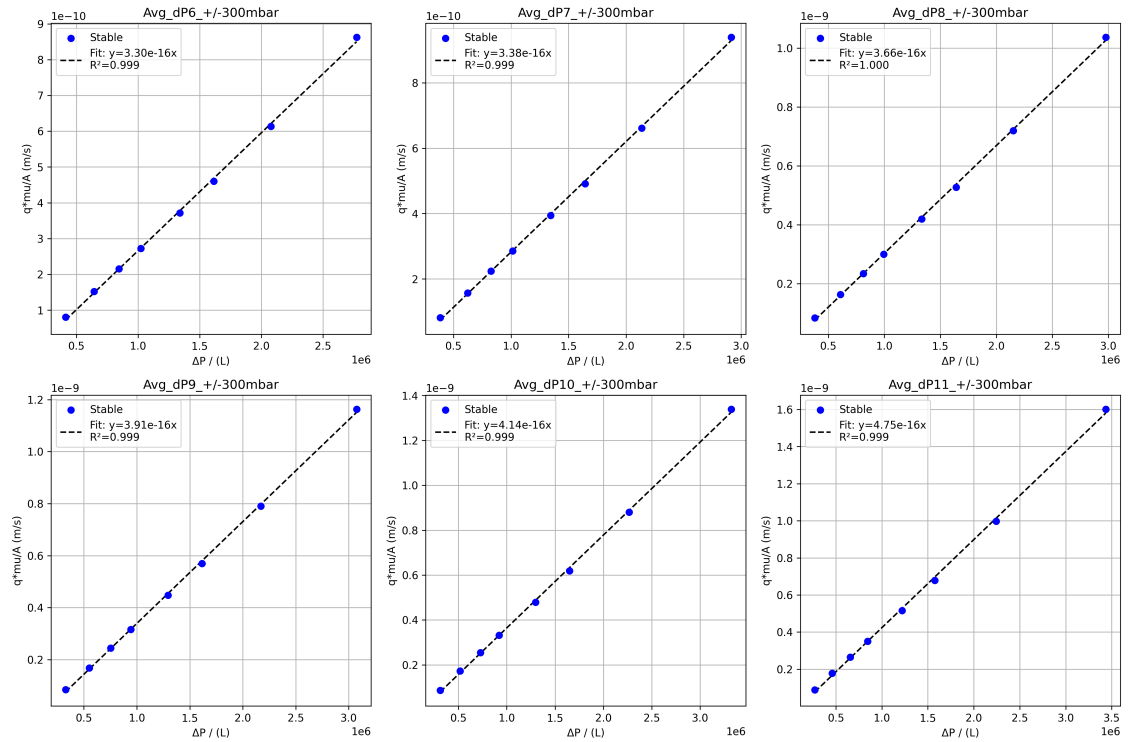 Avg_dP6_+/-300mbar
1e−10
Stable
Fit: y=3.30e-16x
R²=0.999
9
8
7
6
5
4
3
2
1
q*mu/A (m/s)
0.5 1.0 1.5 2.0 2.5
ΔP / (L)
1e6
Avg_dP7_+/-300mbar
1e−10
Stable
Fit: y=3.38e-16x
R²=0.999
8
6
4
2
q*mu/A (m/s)
0.5 1.0 1.5 2.0 2.5 3.0
ΔP / (L)
1e6
Avg_dP8_+/-300mbar
1e−9
Stable
Fit: y=3.66e-16x
R²=1.000
1.0
0.8
0.6
0.4
0.2
q*mu/A (m/s)
0.5 1.0 1.5 2.0 2.5 3.0
ΔP / (L)
1e6
Avg_dP9_+/-300mbar
1e−9
Stable
Fit: y=3.91e-16x
R²=0.999
1.2
1.0
0.8
0.6
0.4
0.2
q*mu/A (m/s)
0.5 1.0 1.5 2.0 2.5 3.0
ΔP / (L)
1e6
Avg_dP10_+/-300mbar
1e−9
Stable
Fit: y=4.14e-16x
R²=0.999
1.4
1.2
1.0
0.8
0.6
0.4
0.2
q*mu/A (m/s)
0.5 1.0 1.5 2.0 2.5 3.0
ΔP / (L)
1e6
Avg_dP11_+/-300mbar
1e−9
Stable
Fit: y=4.75e-16x
R²=0.999
1.6
1.4
1.2
1.0
0.8
0.6
0.4
0.2
q*mu/A (m/s)
0.5 1.0 1.5 2.0 2.5 3.0 3.5
ΔP / (L)
1e6